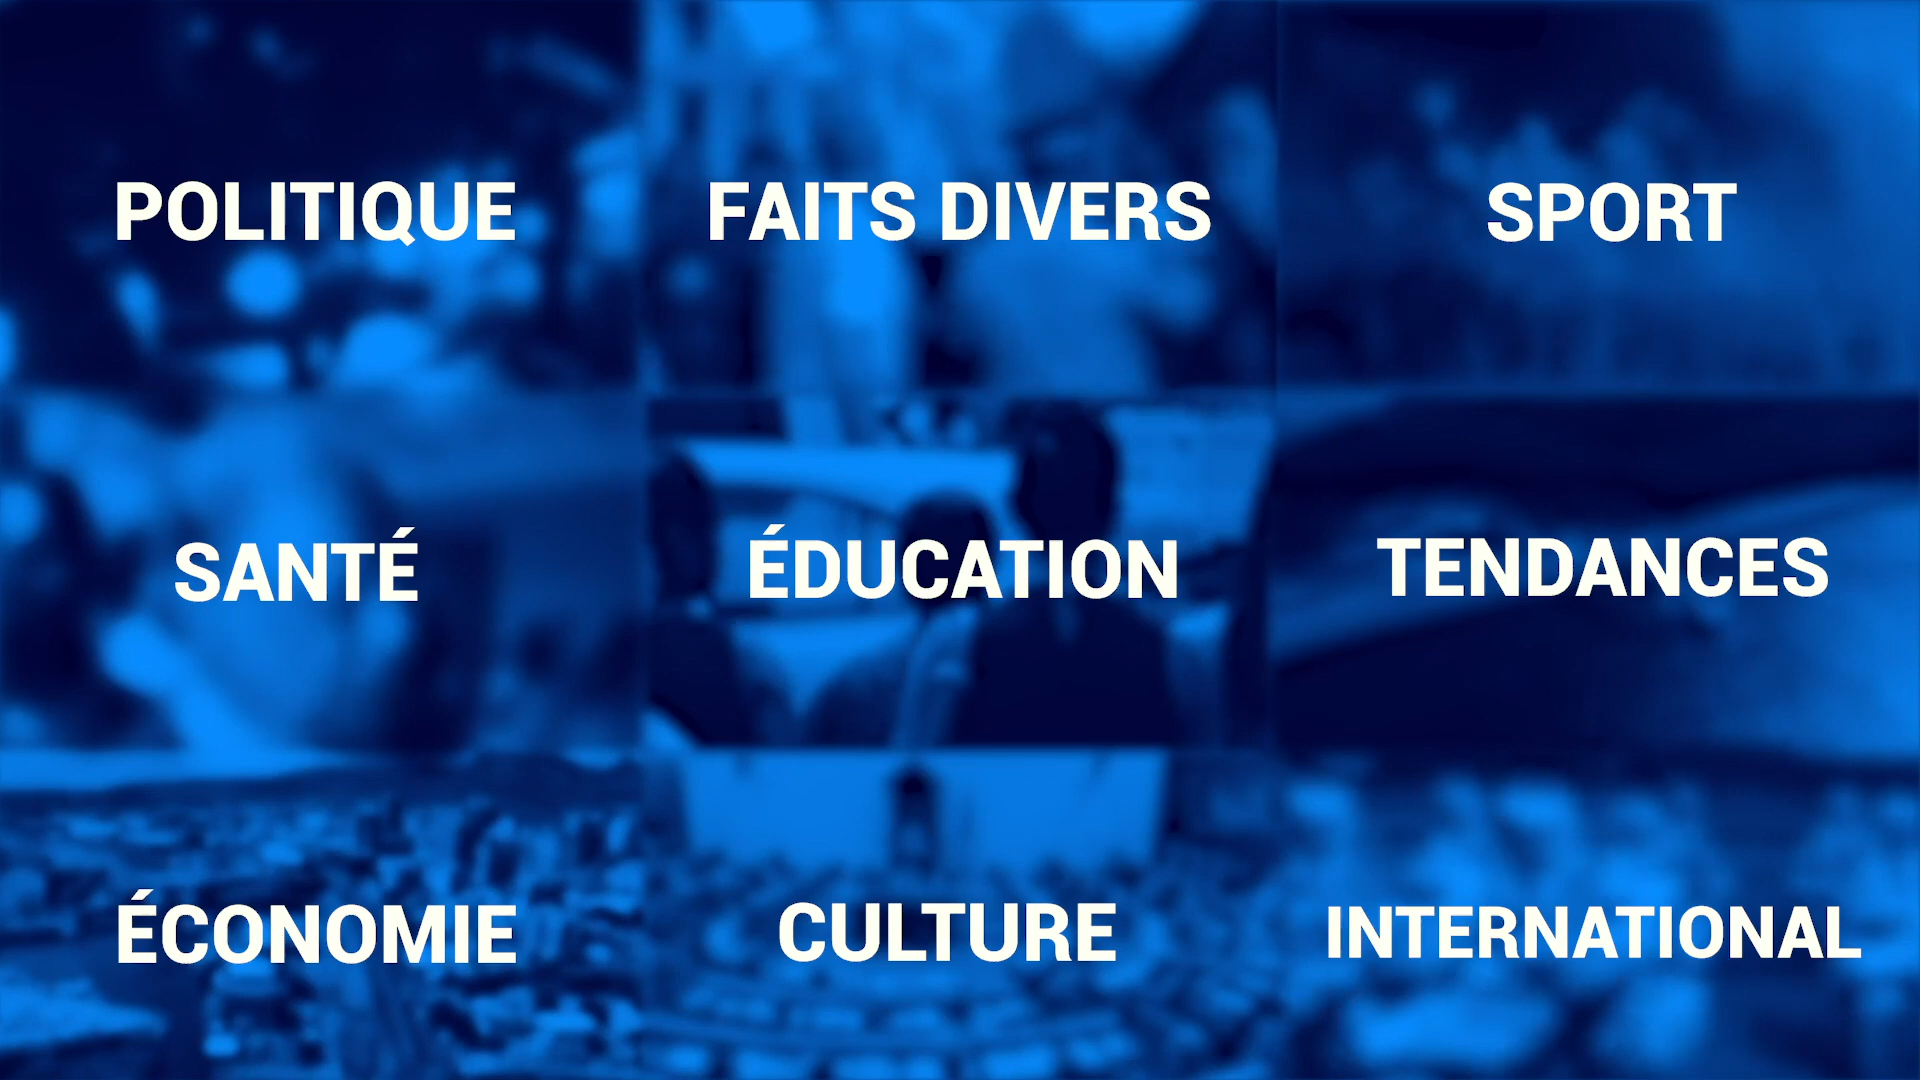 POLITIQUE
FAITS DIVERS
SPORT
SANTÉ
ÉDUCATION
TENDANCES
ÉCONOMIE
CULTURE
INTERNATIONAL